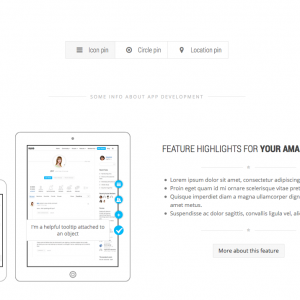 Icon pin
Circle pin
Location pin
SOME INFO ABOUT APP DEVELOPMENT
FEATURE HIGHLIGHTS FOR YOUR AMA
Lorem ipsum dolor sit amet, consectetur adipiscing
Proin eget quam id mi ornare scelerisque vitae pret
Quisque imperdiet diam a magna ullamcorper dign
amet metus.
Suspendisse ac dolor sagittis, convallis ligula vel, al
I'm a helpful tooltip attached to
an object
More about this feature